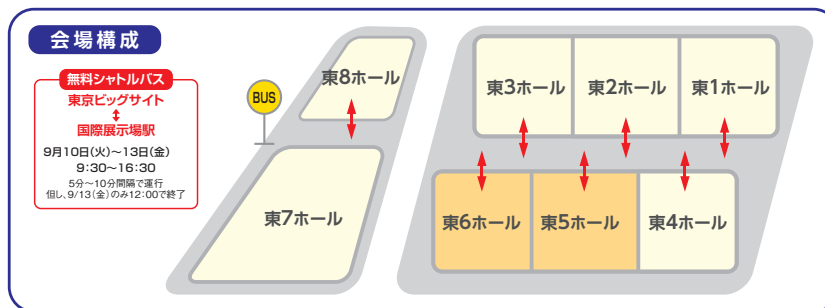 会場構成
無料シャトルバス
東京ビッグサイト
国際展示場駅
9月10日(火)～13日(金)
9:30～16:30
5分～10分間隔で運行
但し、9/13(金)のみ12:00で終了
BUS
東8ホール
東7ホール
東3ホール
東2ホール
東1ホール
東6ホール
東5ホール
東4ホール